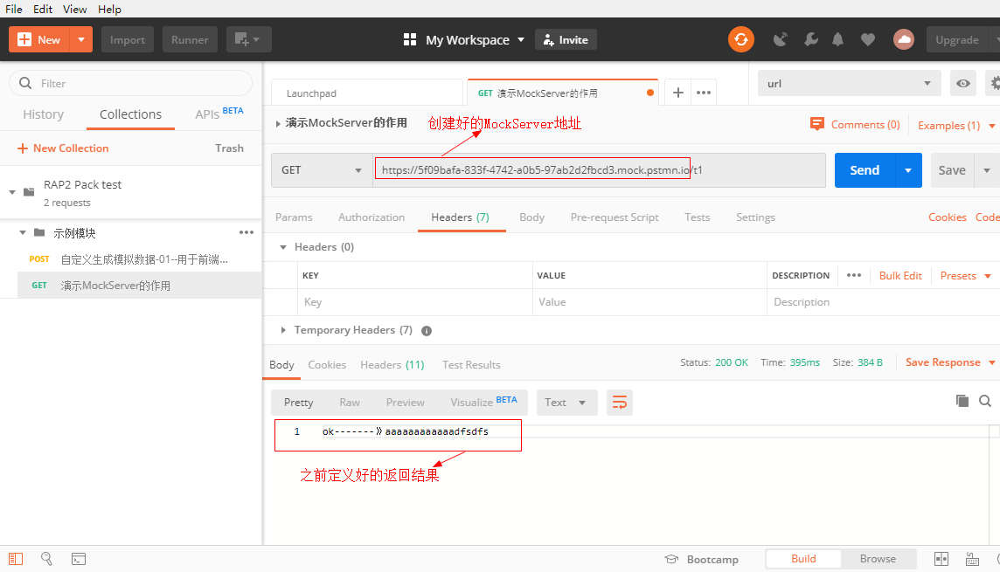 File Edit View Help
New Import Runner My Workspace Invite Upgrade
Filter
History Collections APIs BETA
New Collection Trash
RAP2 Pack test
2 requests
示例模块
POST 自定义生成模拟数据-01--用于前端...
GET 演示MockServer的作用
Launchpad GET 演示MockServer的作用 url
演示MockServer的作用 创建好的MockServer地址 Comments (0) Examples (1)
GET https://5f09bafa-833f-4742-a0b5-97ab2d2fbcd3.mock.pstmn.io/t1 Send Save
Params Authorization Headers (7) Body Pre-request Script Tests Settings Cookies Code
Headers (0)
KEY VALUE DESCRIPTION Bulk Edit Presets
Key Value Description
Temporary Headers (7)
Body Cookies Headers (11) Test Results Status: 200 OK Time: 395ms Size: 384 B Save Response
Pretty Raw Preview Visualize BETA Text
1 ok-------》aaaaaaaaaaaadfsdfs
之前定义好的返回结果
Bootcamp Build Browse